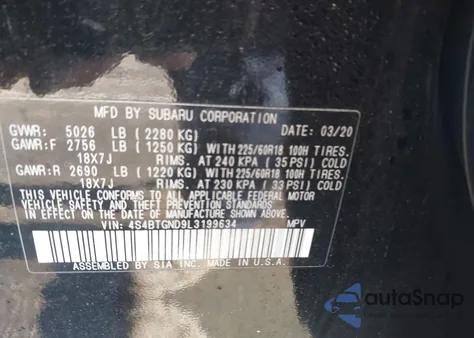 MFD BY SUBARU CORPORATION
GVWR: 5026 LB (2280 KG) DATE: 03/20
GAWR:F 2756 LB (1250 KG) WITH 225/60R18 100H TIRES.
18X7J RIMS. AT 240 KPA (35 PSI) COLD
GAWR:R 2690 LB (1220 KG) WITH 225/60R18 100H TIRES.
18X7J RIMS. AT 230 KPA (33 PSI) COLD
THIS VEHICLE CONFORMS TO ALL APPLICABLE FEDERAL MOTOR
VEHICLE SAFETY STANDARDS IN EFFECT ON THE DATE OF
MANUFACTURE SHOWN ABOVE.
VIN: 4S4BTGND9L3199634 MPV
ASSEMBLED BY SIA INC. MADE IN U.S.A.
autoSnap